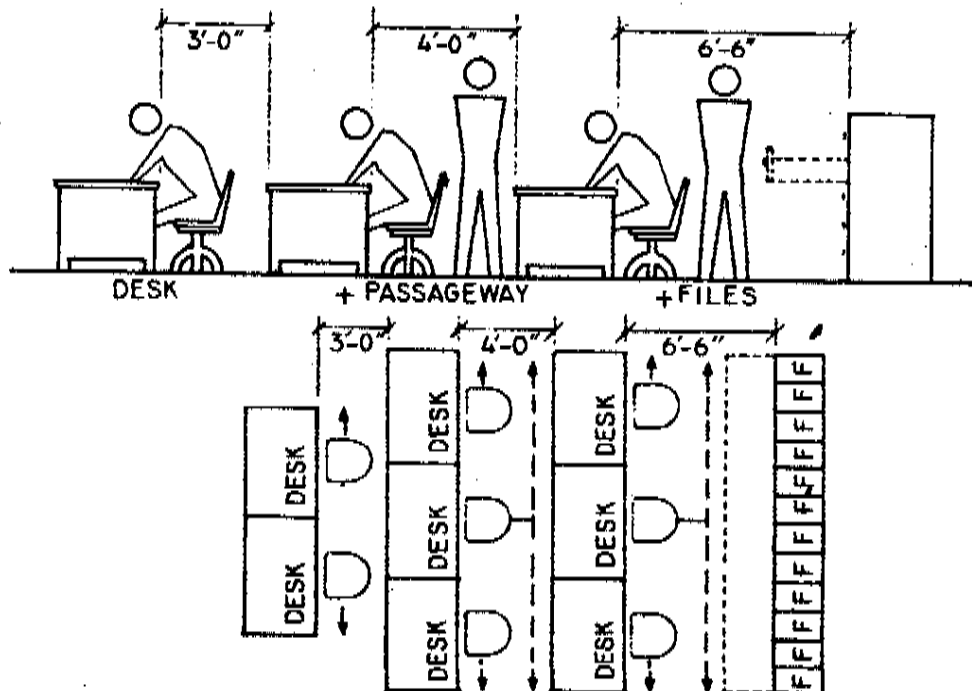 3'-0"
4'-0"
6'-6"
DESK
+ PASSAGEWAY
+ FILES
3'-0"
4'-0"
6'-6"
DESK
DESK
DESK
DESK
DESK
DESK
DESK
DESK
F F
F F
F F
F F
F F
F F
F F
F F
F F
F F
F F
F F